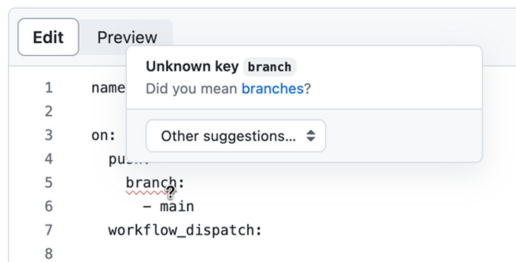 Edit Preview
Unknown key branch
Did you mean branches?
Other suggestions...
1 name
2
3 on:
4
5 branch:
6 - main
7 workflow_dispatch:
8